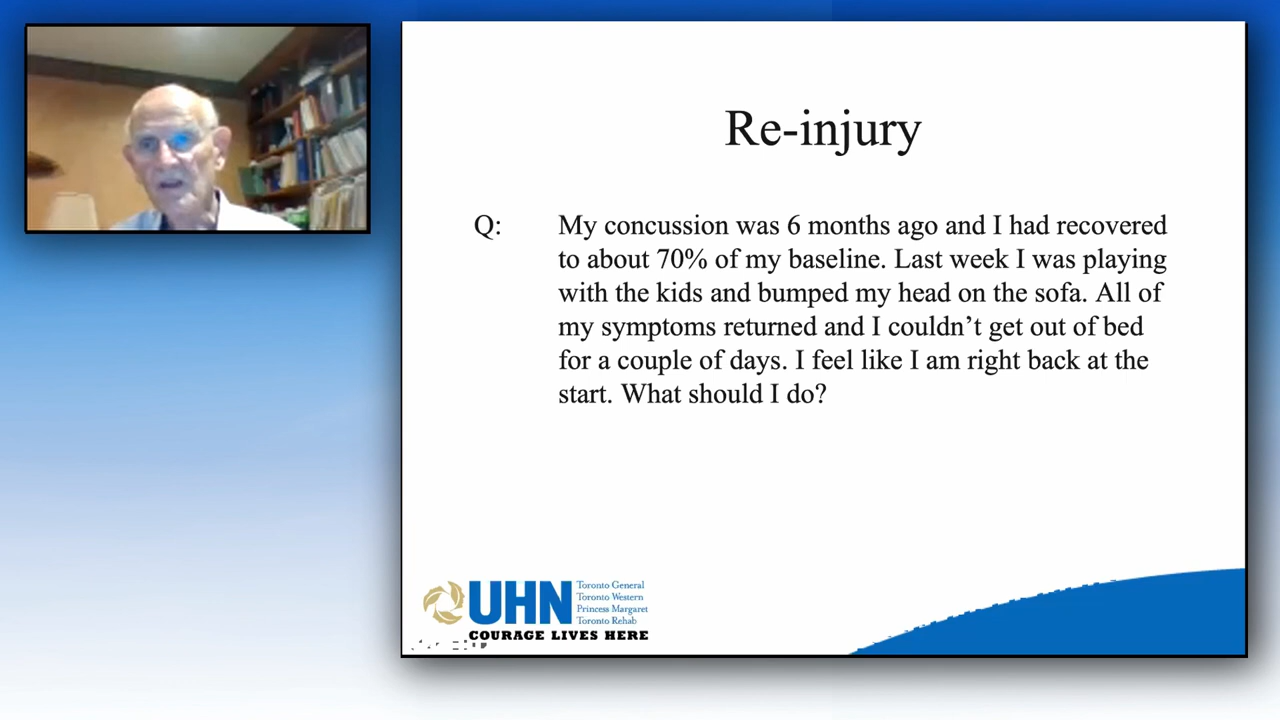 Re-injury
Q: My concussion was 6 months ago and I had recovered
to about 70% of my baseline. Last week I was playing
with the kids and bumped my head on the sofa. All of
my symptoms returned and I couldn’t get out of bed
for a couple of days. I feel like I am right back at the
start. What should I do?
UHN
Toronto General
Toronto Western
Princess Margaret
Toronto Rehab
COURAGE LIVES HERE